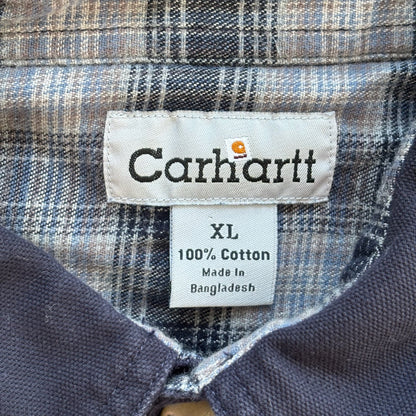 Carhartt
XL
100% Cotton
Made In
Bangladesh